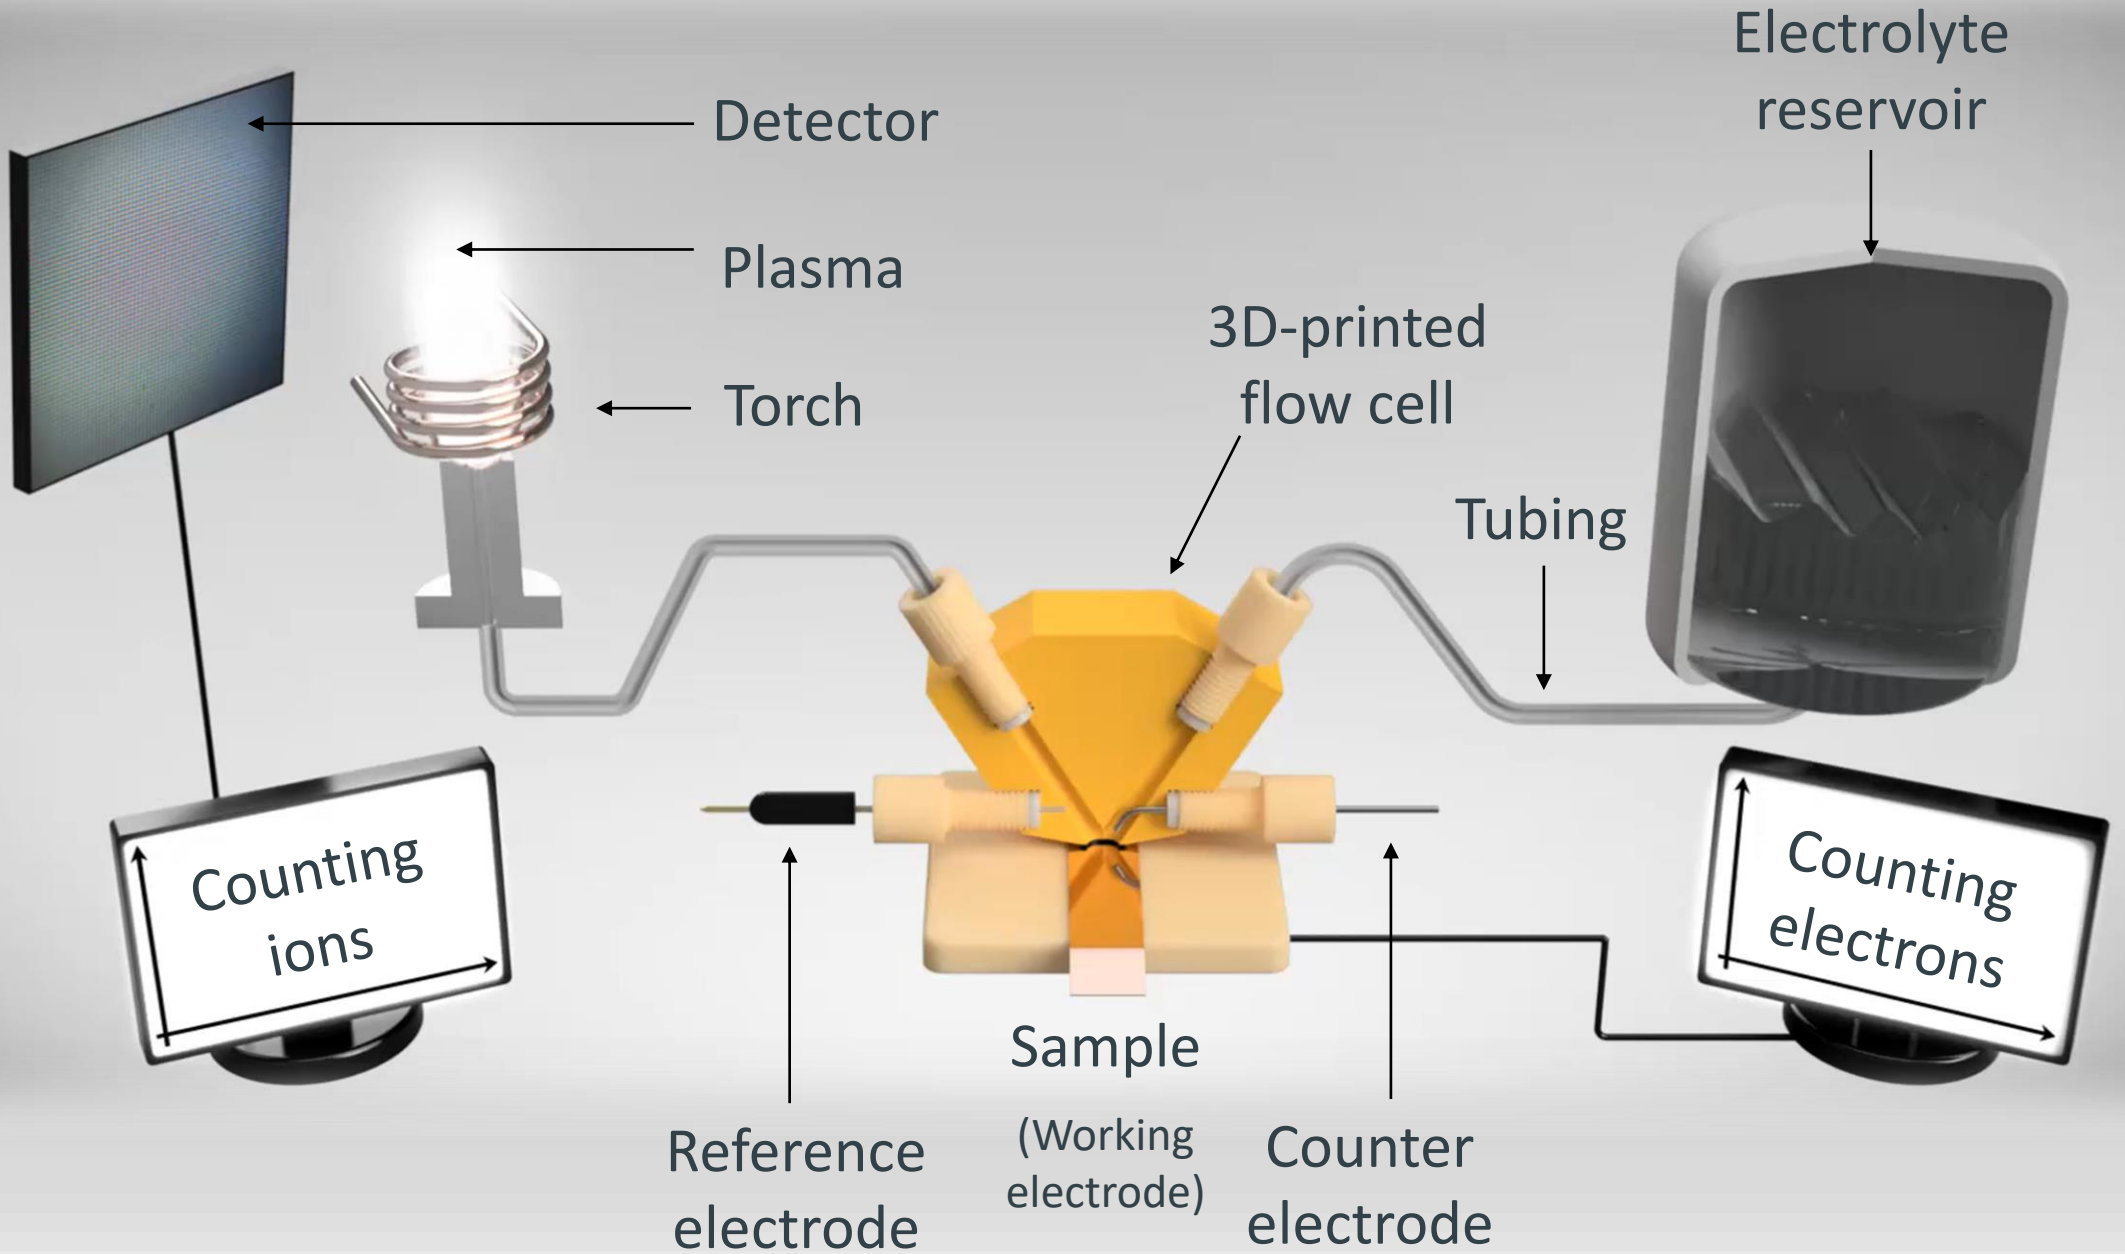 Electrolyte
reservoir
Detector
Plasma
3D-printed
flow cell
Torch
Tubing
Counting
ions
Counting
electrons
Sample
(Working
electrode)
Reference
electrode
Counter
electrode